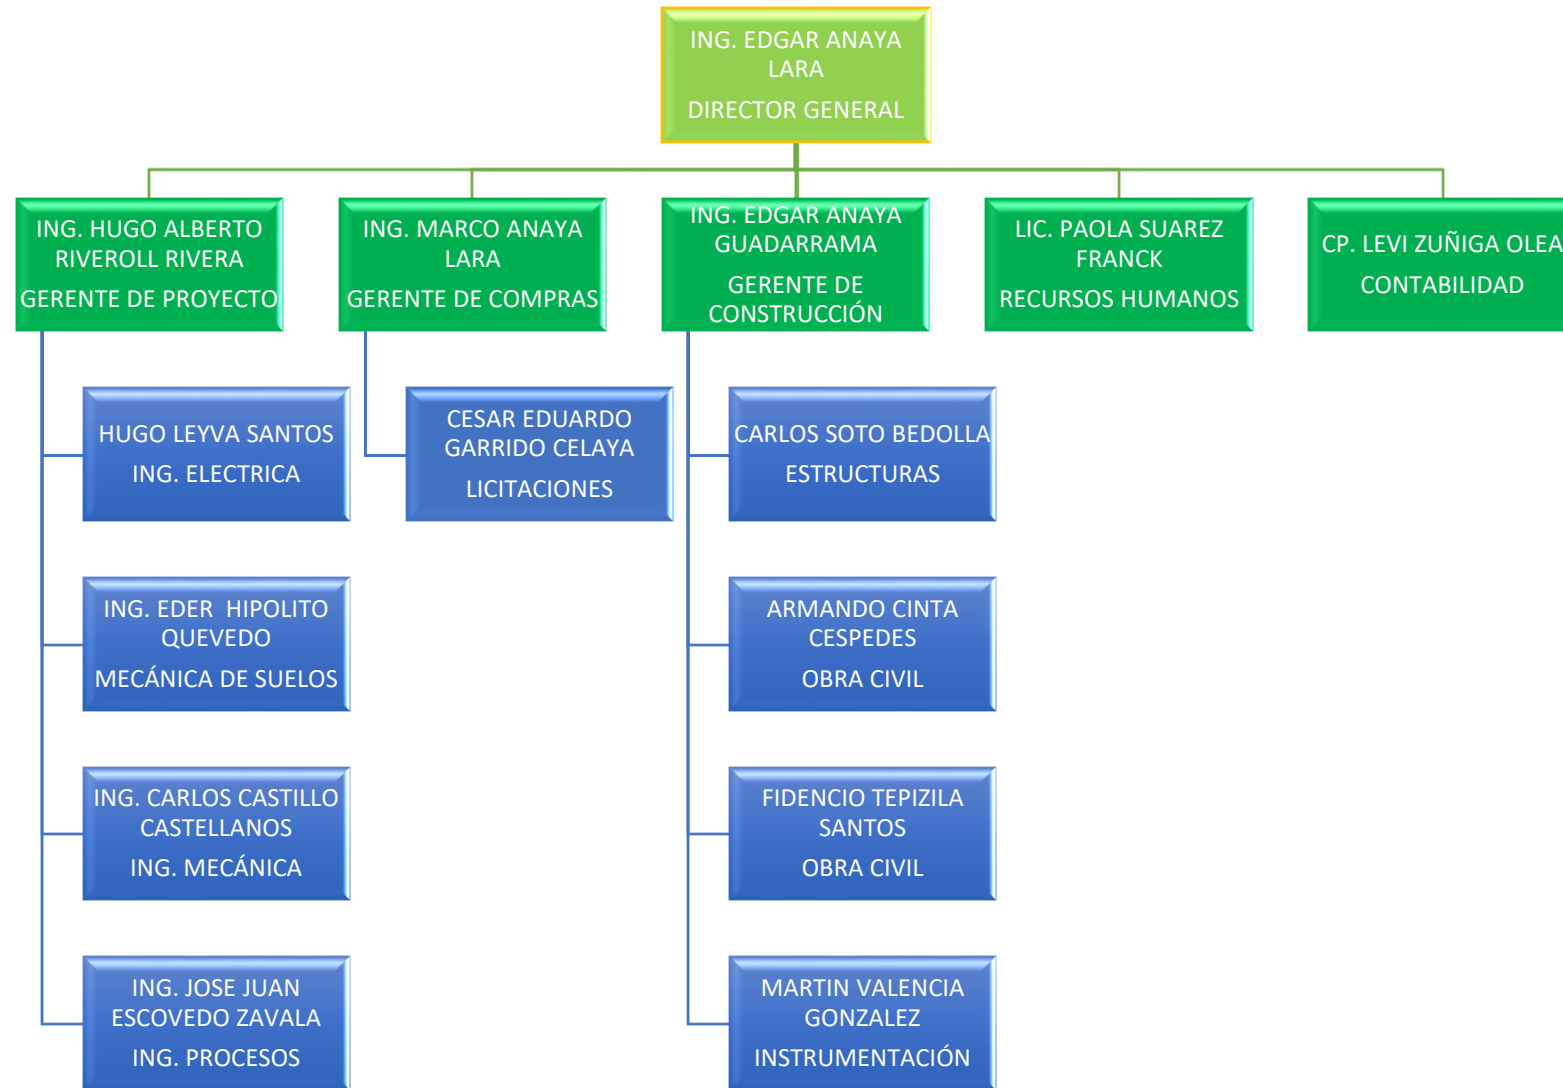 ING. EDGAR ANAYA
LARA
DIRECTOR GENERAL
ING. HUGO ALBERTO
RIVEROLL RIVERA
GERENTE DE PROYECTO
ING. MARCO ANAYA
LARA
GERENTE DE COMPRAS
ING. EDGAR ANAYA
GUADARRAMA
GERENTE DE
CONSTRUCCIÓN
LIC. PAOLA SUAREZ
FRANCK
RECURSOS HUMANOS
CP. LEVI ZUÑIGA OLEA
CONTABILIDAD
HUGO LEYVA SANTOS
ING. ELECTRICA
CESAR EDUARDO
GARRIDO CELAYA
LICITACIONES
CARLOS SOTO BEDOLLA
ESTRUCTURAS
ING. EDER  HIPOLITO
QUEVEDO
MECÁNICA DE SUELOS
ARMANDO CINTA
CESPEDES
OBRA CIVIL
ING. CARLOS CASTILLO
CASTELLANOS
ING. MECÁNICA
FIDENCIO TEPIZILA
SANTOS
OBRA CIVIL
ING. JOSE JUAN
ESCOVEDO ZAVALA
ING. PROCESOS
MARTIN VALENCIA
GONZALEZ
INSTRUMENTACIÓN